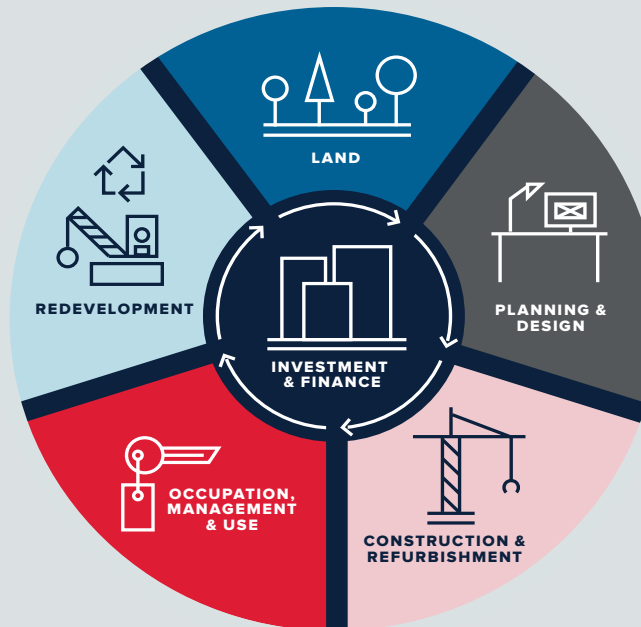 LAND
PLANNING &
DESIGN
CONSTRUCTION &
REFURBISHMENT
OCCUPATION,
MANAGEMENT
& USE
REDEVELOPMENT
INVESTMENT
& FINANCE